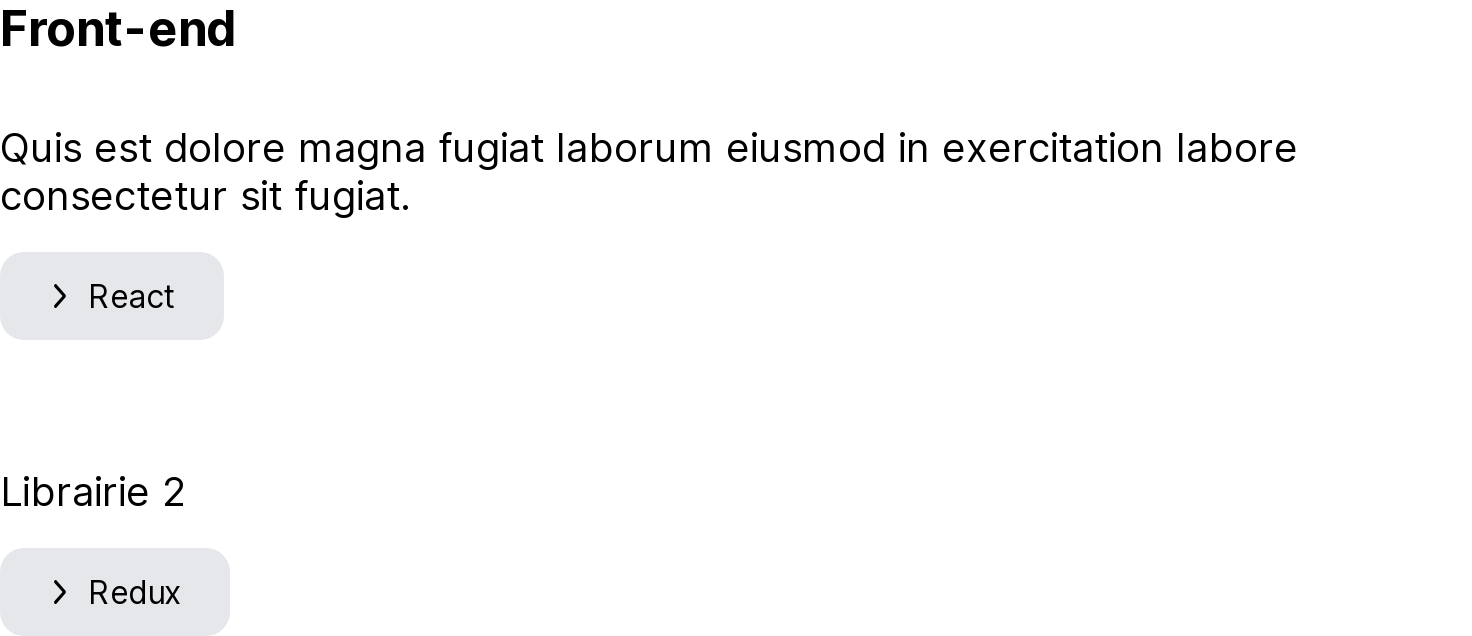 Front-end
Quis est dolore magna fugiat laborum eiusmod in exercitation labore
consectetur sit fugiat.
React
Librairie 2
Redux